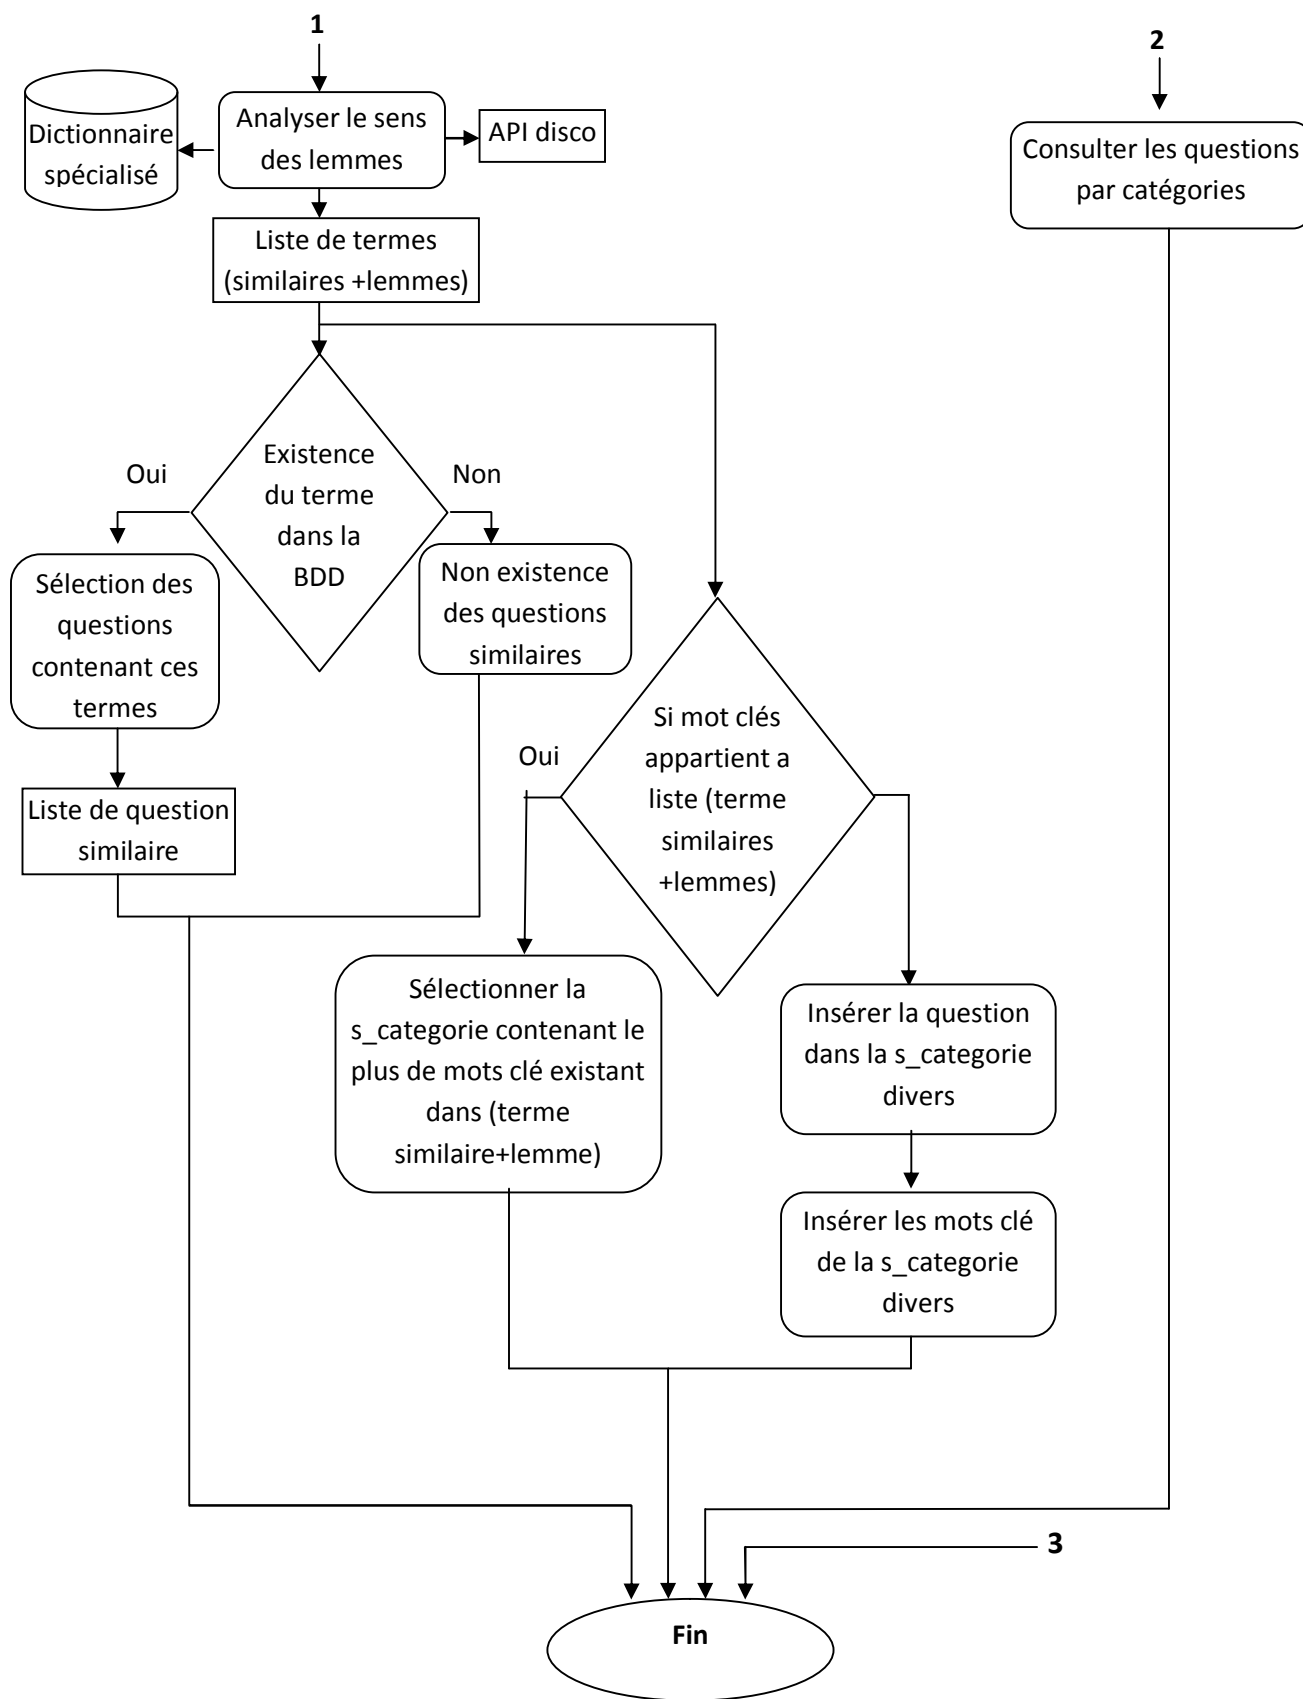 1
2
Dictionnaire
spécialisé
Analyser le sens
des lemmes
API disco
Consulter les questions
par catégories
Liste de termes
(similaires +lemmes)
Oui
Existence
du terme
dans la
BDD
Non
Sélection des
questions
contenant ces
termes
Non existence
des questions
similaires
Liste de question
similaire
Oui
Si mot clés
appartient a
liste (terme
similaires
+lemmes)
Sélectionner la
s_categorie contenant le
plus de mots clé existant
dans (terme
similaire+lemme)
Insérer la question
dans la s_categorie
divers
Insérer les mots clé
de la s_categorie
divers
3
Fin